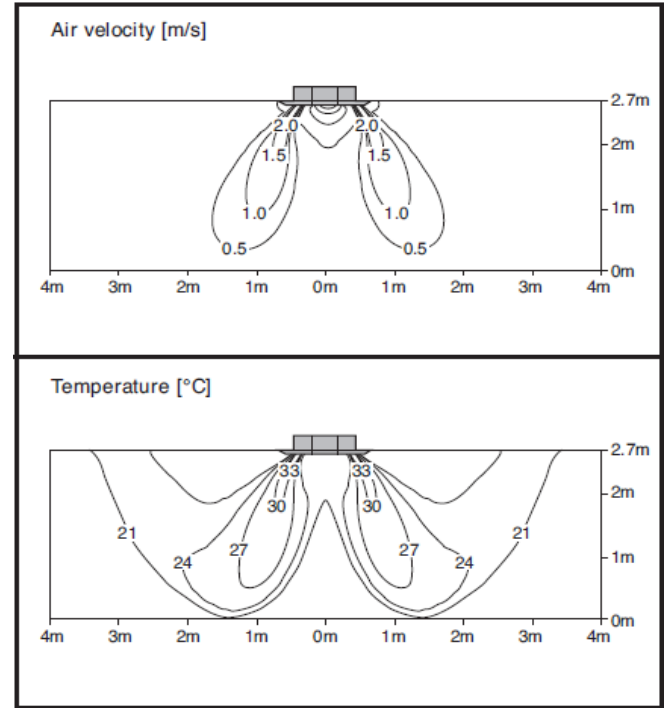 Air velocity [m/s]
2.7m
2.0 2.0
2m
1.5 1.5
1.0 1.0
1m
0.5 0.5
0m
4m 3m 2m 1m 0m 1m 2m 3m 4m
Temperature [°C]
2.7m
33 33
2m
30 30
21 21
27 27
1m
24 24
0m
4m 3m 2m 1m 0m 1m 2m 3m 4m